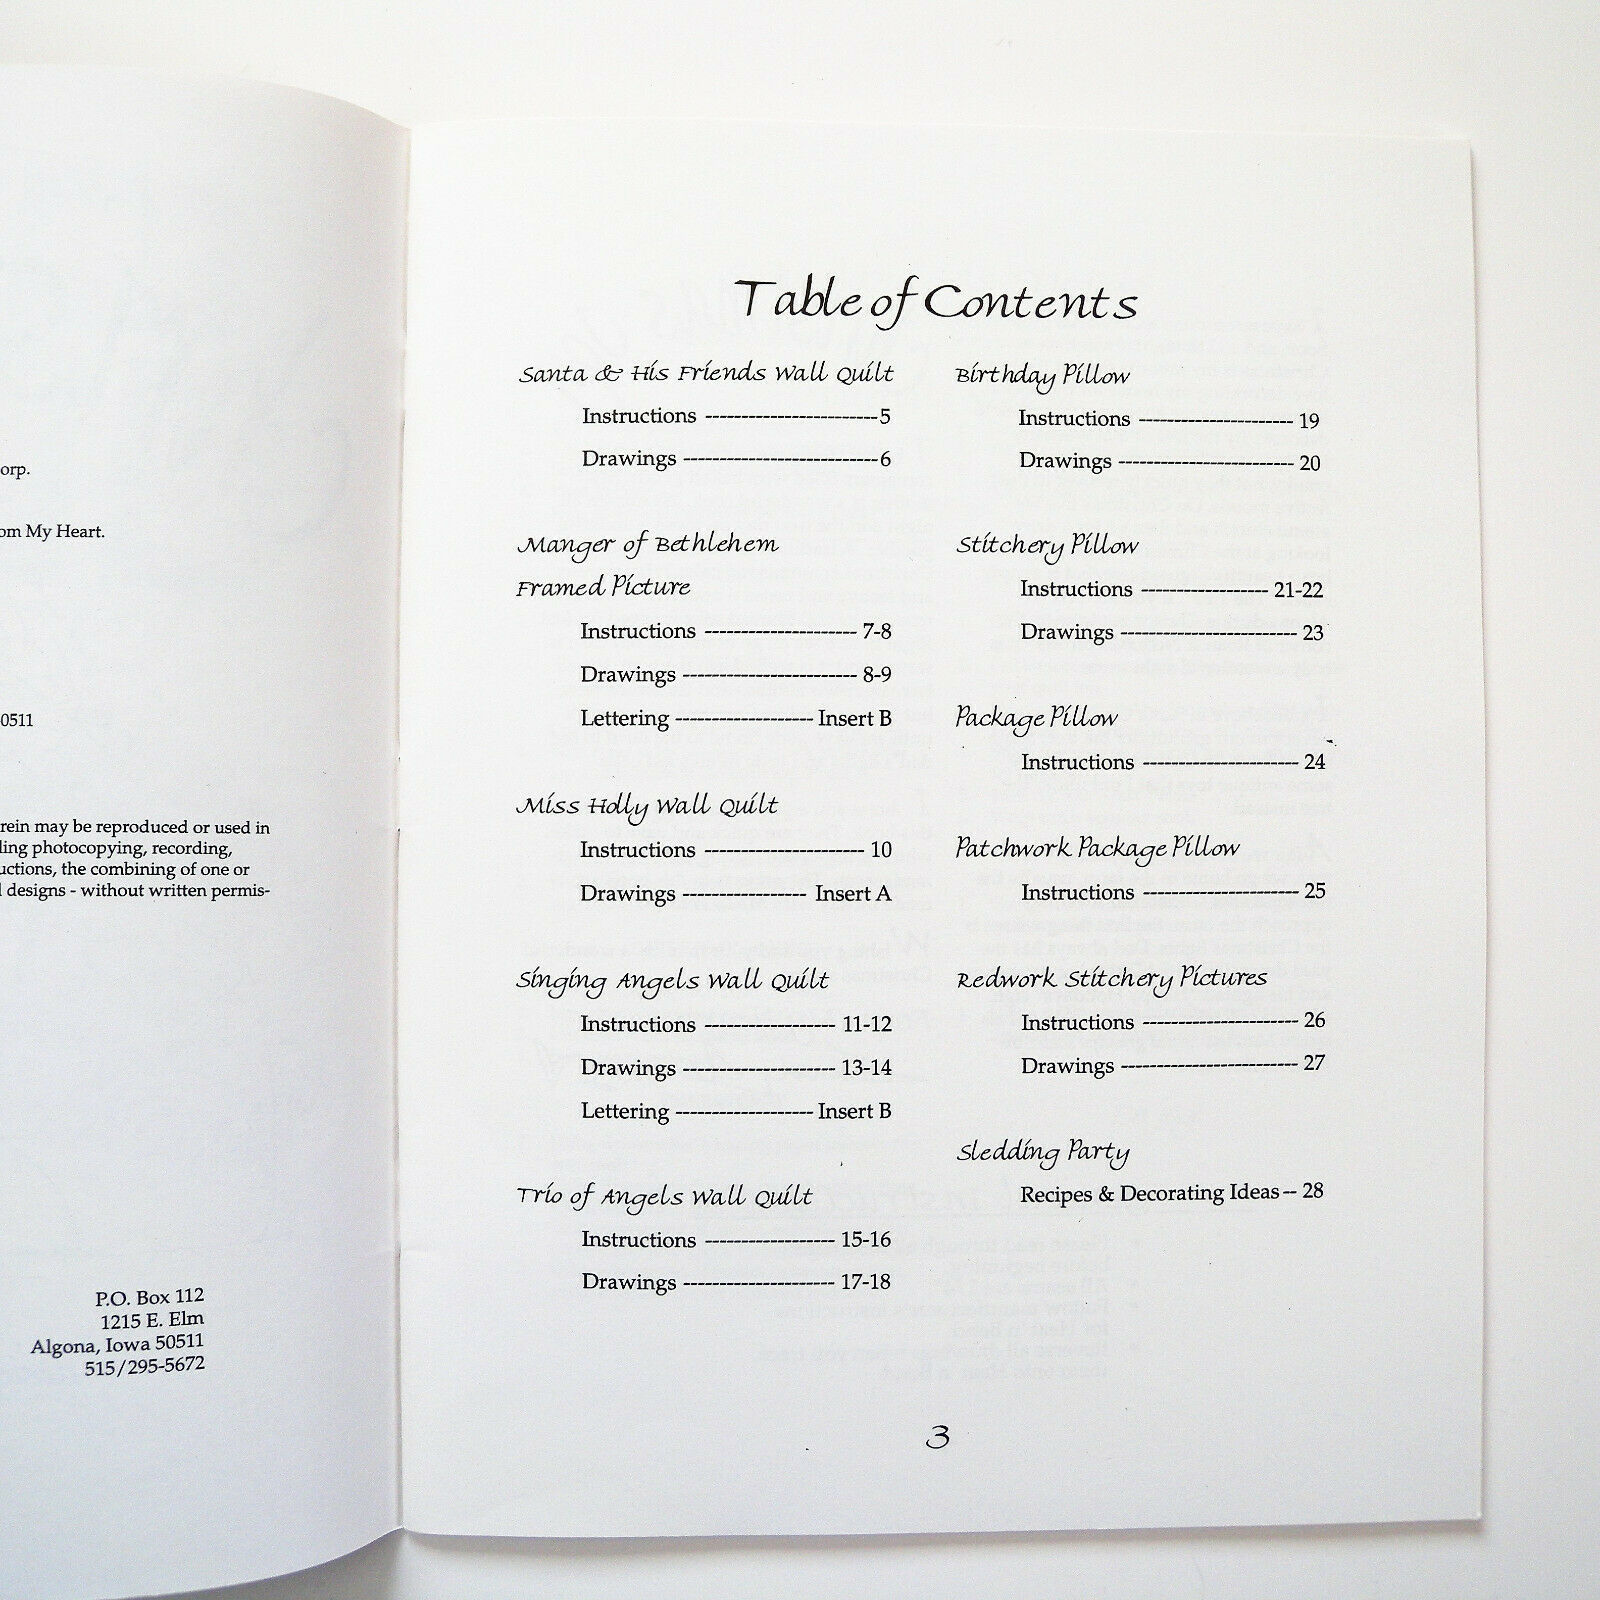 orp.
om My Heart.
0511
rein may be reproduced or used in
ling photocopying, recording,
uctions, the combining of one or
designs - without written permis-
P.O. Box 112
1215 E. Elm
Algona, Iowa 50511
515/295-5672
Table of Contents
Santa & His Friends Wall Quilt
Instructions ------------------------5
Drawings ---------------------------6
Manger of Bethlehem
Framed Picture
Instructions --------------------- 7-8
Drawings ------------------------ 8-9
Lettering ------------------- Insert B
Miss Holly Wall Quilt
Instructions ---------------------- 10
Drawings ----------------- Insert A
Singing Angels Wall Quilt
Instructions ------------------ 11-12
Drawings --------------------- 13-14
Lettering ------------------- Insert B
Trio of Angels Wall Quilt
Instructions ------------------ 15-16
Drawings --------------------- 17-18
Birthday Pillow
Instructions ---------------------- 19
Drawings ------------------------- 20
Stitchery Pillow
Instructions ------------------ 21-22
Drawings ------------------------- 23
Package Pillow
Instructions ---------------------- 24
Patchwork Package Pillow
Instructions ---------------------- 25
Redwork Stitchery Pictures
Instructions ---------------------- 26
Drawings ------------------------- 27
Sledding Party
Recipes & Decorating Ideas -- 28
3